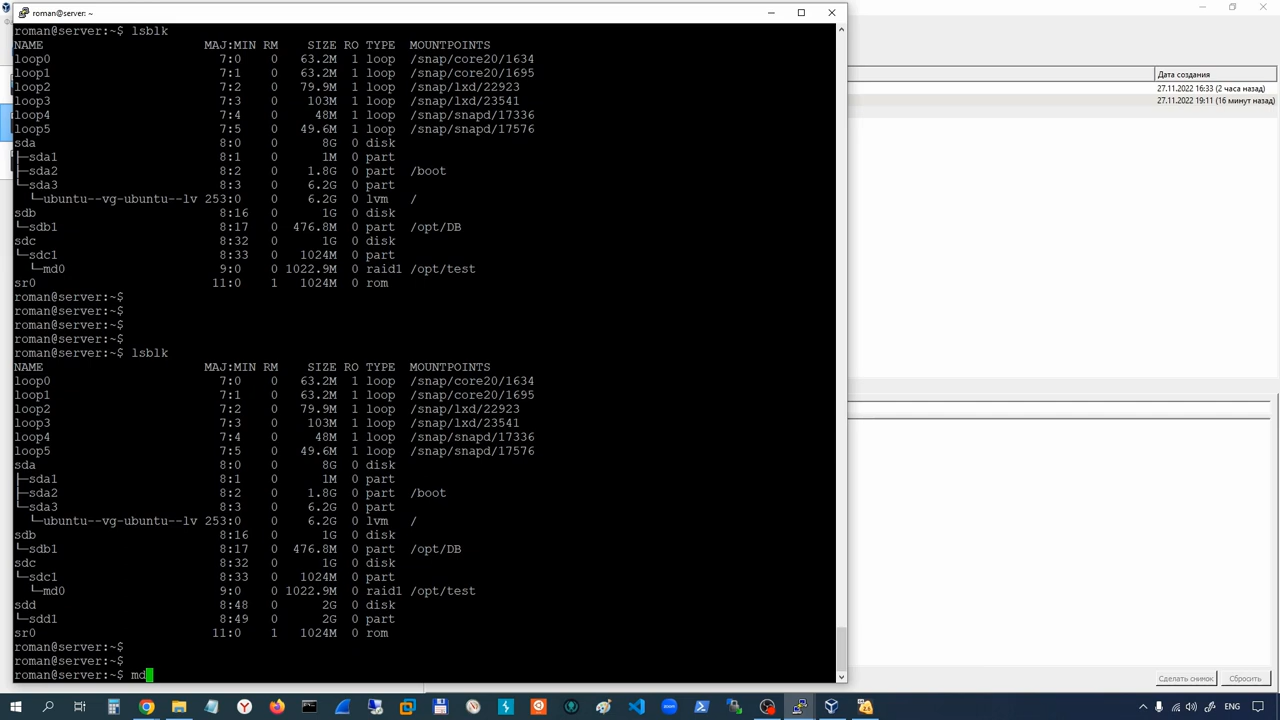 roman@server: ~
roman@server:~$ lsblk
NAME MAJ:MIN RM SIZE RO TYPE MOUNTPOINTS
loop0 7:0 0 63.2M 1 loop /snap/core20/1634
loop1 7:1 0 63.2M 1 loop /snap/core20/1695
loop2 7:2 0 79.9M 1 loop /snap/lxd/22923
loop3 7:3 0 103M 1 loop /snap/lxd/23541
loop4 7:4 0 48M 1 loop /snap/snapd/17336
loop5 7:5 0 49.6M 1 loop /snap/snapd/17576
sda 8:0 0 8G 0 disk
├─sda1 8:1 0 1M 0 part
├─sda2 8:2 0 1.8G 0 part /boot
└─sda3 8:3 0 6.2G 0 part
└─ubuntu--vg-ubuntu--lv 253:0 0 6.2G 0 lvm /
sdb 8:16 0 1G 0 disk
└─sdb1 8:17 0 476.8M 0 part /opt/DB
sdc 8:32 0 1G 0 disk
└─sdc1 8:33 0 1024M 0 part
└─md0 9:0 0 1022.9M 0 raid1 /opt/test
sr0 11:0 1 1024M 0 rom
roman@server:~$
roman@server:~$
roman@server:~$
roman@server:~$
roman@server:~$ lsblk
NAME MAJ:MIN RM SIZE RO TYPE MOUNTPOINTS
loop0 7:0 0 63.2M 1 loop /snap/core20/1634
loop1 7:1 0 63.2M 1 loop /snap/core20/1695
loop2 7:2 0 79.9M 1 loop /snap/lxd/22923
loop3 7:3 0 103M 1 loop /snap/lxd/23541
loop4 7:4 0 48M 1 loop /snap/snapd/17336
loop5 7:5 0 49.6M 1 loop /snap/snapd/17576
sda 8:0 0 8G 0 disk
├─sda1 8:1 0 1M 0 part
├─sda2 8:2 0 1.8G 0 part /boot
└─sda3 8:3 0 6.2G 0 part
└─ubuntu--vg-ubuntu--lv 253:0 0 6.2G 0 lvm /
sdb 8:16 0 1G 0 disk
└─sdb1 8:17 0 476.8M 0 part /opt/DB
sdc 8:32 0 1G 0 disk
└─sdc1 8:33 0 1024M 0 part
└─md0 9:0 0 1022.9M 0 raid1 /opt/test
sdd 8:48 0 2G 0 disk
└─sdd1 8:49 0 2G 0 part
sr0 11:0 1 1024M 0 rom
roman@server:~$
roman@server:~$
roman@server:~$ md
Дата создания
27.11.2022 16:33 (2 часа назад)
27.11.2022 19:11 (16 минут назад)
Сделать снимок
Сбросить
ENG